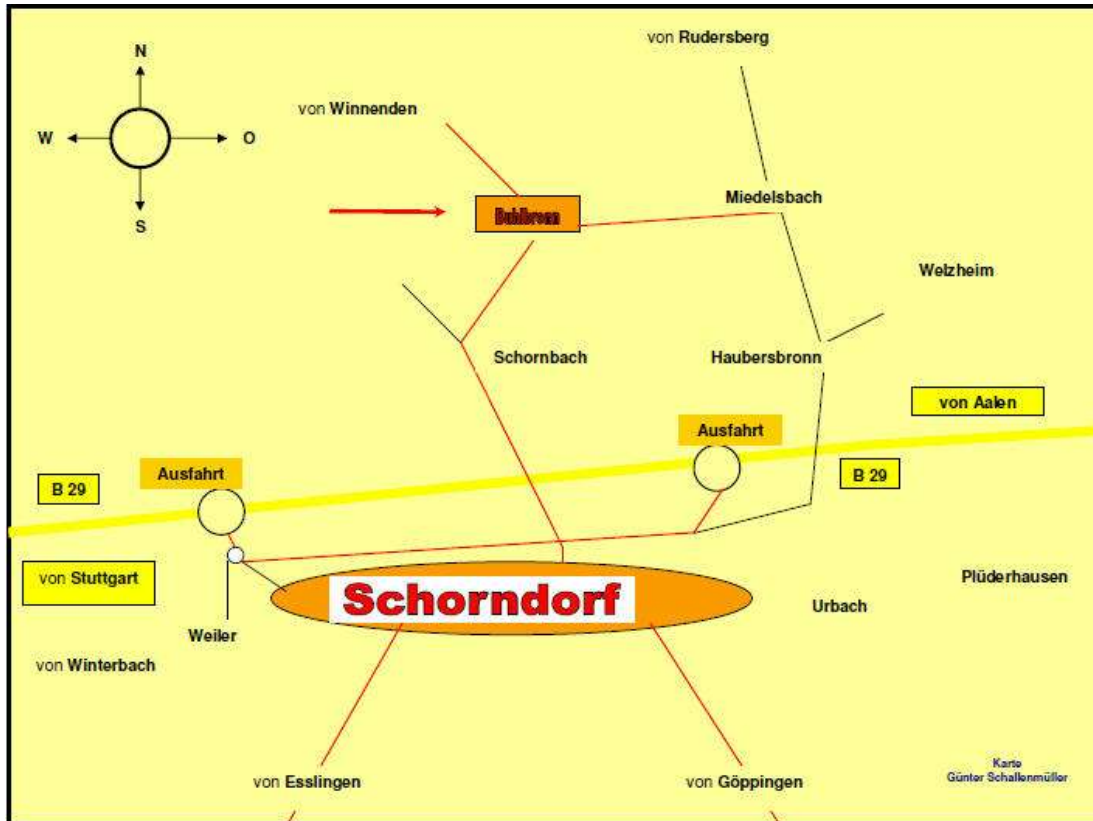 N
von Rudersberg
von Winnenden
W
O
Miedelsbach
Buhlbronn
S
Welzheim
Schornbach
Haubersbronn
von Aalen
Ausfahrt
Ausfahrt
B 29
B 29
von Stuttgart
Schorndorf
Plüderhausen
Urbach
Weiler
von Winterbach
von Esslingen
von Göppingen
Karte
Günter Schallenmüller